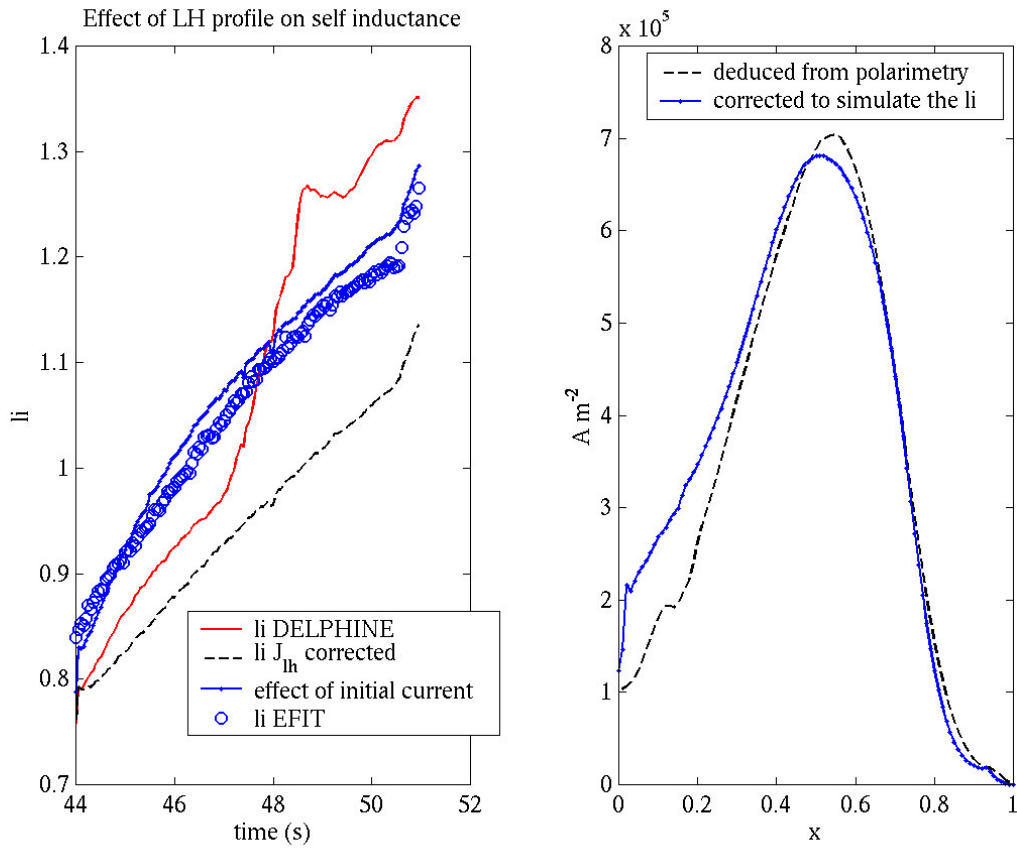 Effect of LH profile on self inductance
1.4
1.3
1.2
1.1
1
0.9
0.8
0.7
li
44
46
48
50
52
time (s)
li DELPHINE
li J_lh corrected
effect of initial current
li EFIT
x 10^5
8
7
6
5
4
3
2
1
0
A m^-2
0
0.2
0.4
0.6
0.8
1
x
deduced from polarimetry
corrected to simulate the li